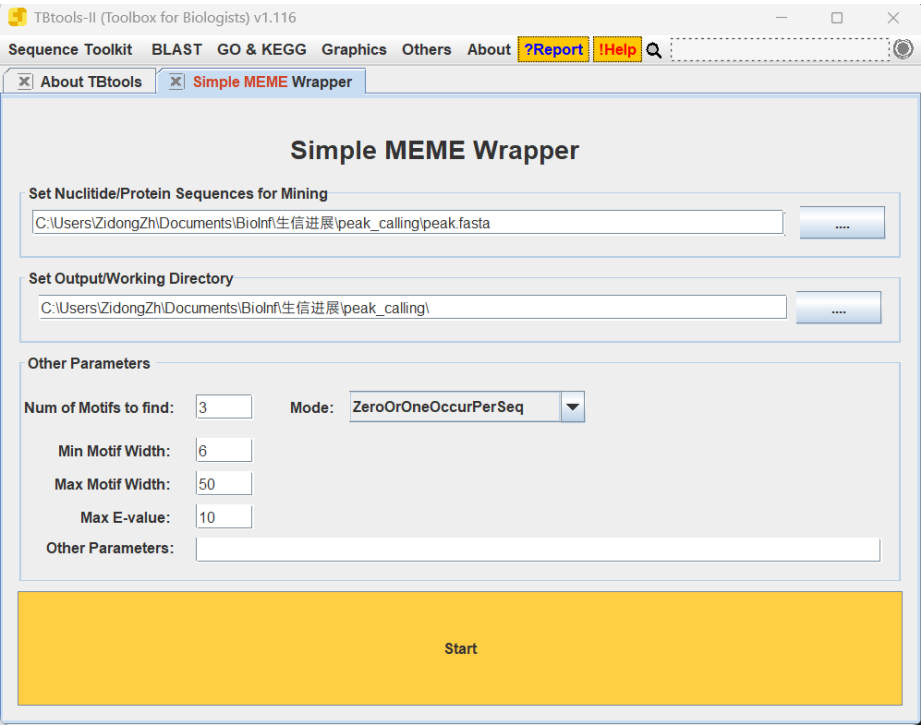 TBtools-II (Toolbox for Biologists) v1.116
Sequence Toolkit BLAST GO & KEGG Graphics Others About ?Report !Help
About TBtools Simple MEME Wrapper
Simple MEME Wrapper
Set Nuclitide/Protein Sequences for Mining
C:\Users\ZidongZh\Documents\BioInf\生信进展\peak_calling\peak.fasta ....
Set Output/Working Directory
C:\Users\ZidongZh\Documents\BioInf\生信进展\peak_calling\ ....
Other Parameters
Num of Motifs to find: 3 Mode: ZeroOrOneOccurPerSeq
Min Motif Width: 6
Max Motif Width: 50
Max E-value: 10
Other Parameters:
Start